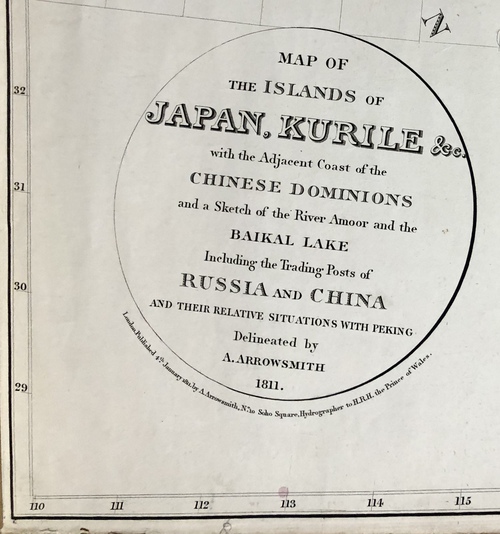 MAP OF
THE ISLANDS OF
JAPAN, KURILE &c.
with the Adjacent Coast of the
CHINESE DOMINIONS
and a Sketch of the River Amoor and the
BAIKAL LAKE
Including the Trading Posts of
RUSSIA AND CHINA
AND THEIR RELATIVE SITUATIONS WITH PEKING
Delineated by
A. ARROWSMITH
1811.
London Published 4th January 1811, by A. Arrowsmith, No. 10 Soho Square, Hydrographer to H.R.H. the Prince of Wales.
32
31
30
29
110 111 112 113 114 115